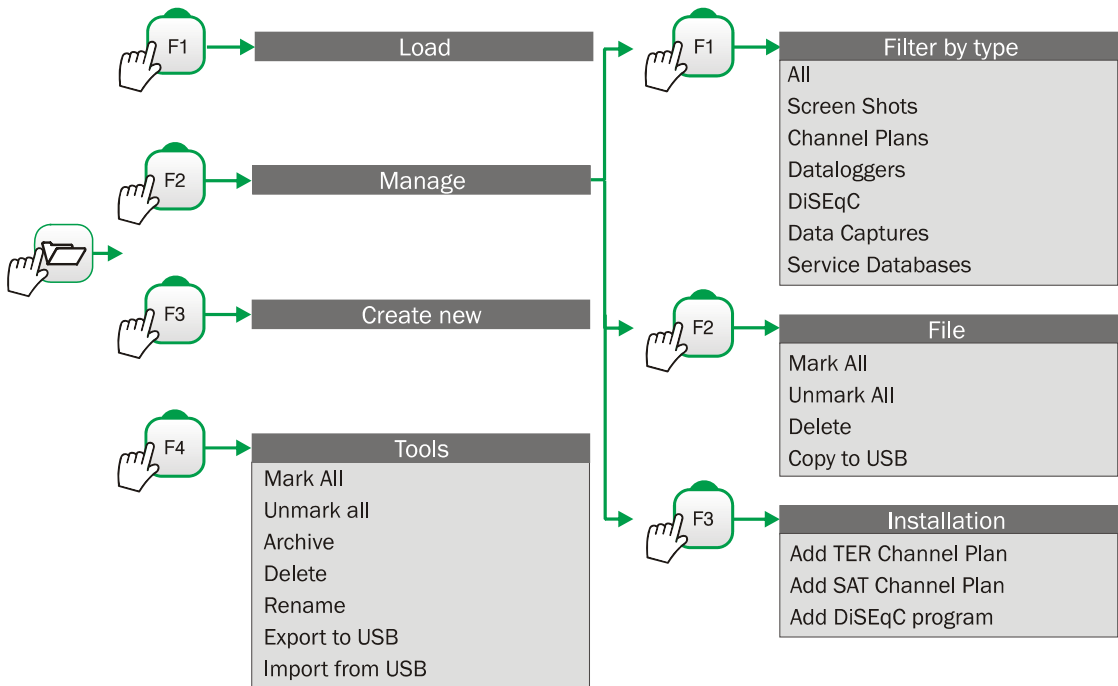 F1
Load
F2
Manage
F3
Create new
F4
Tools
Mark All
Unmark all
Archive
Delete
Rename
Export to USB
Import from USB
F1
Filter by type
All
Screen Shots
Channel Plans
Dataloggers
DiSEqC
Data Captures
Service Databases
F2
File
Mark All
Unmark All
Delete
Copy to USB
F3
Installation
Add TER Channel Plan
Add SAT Channel Plan
Add DiSEqC program